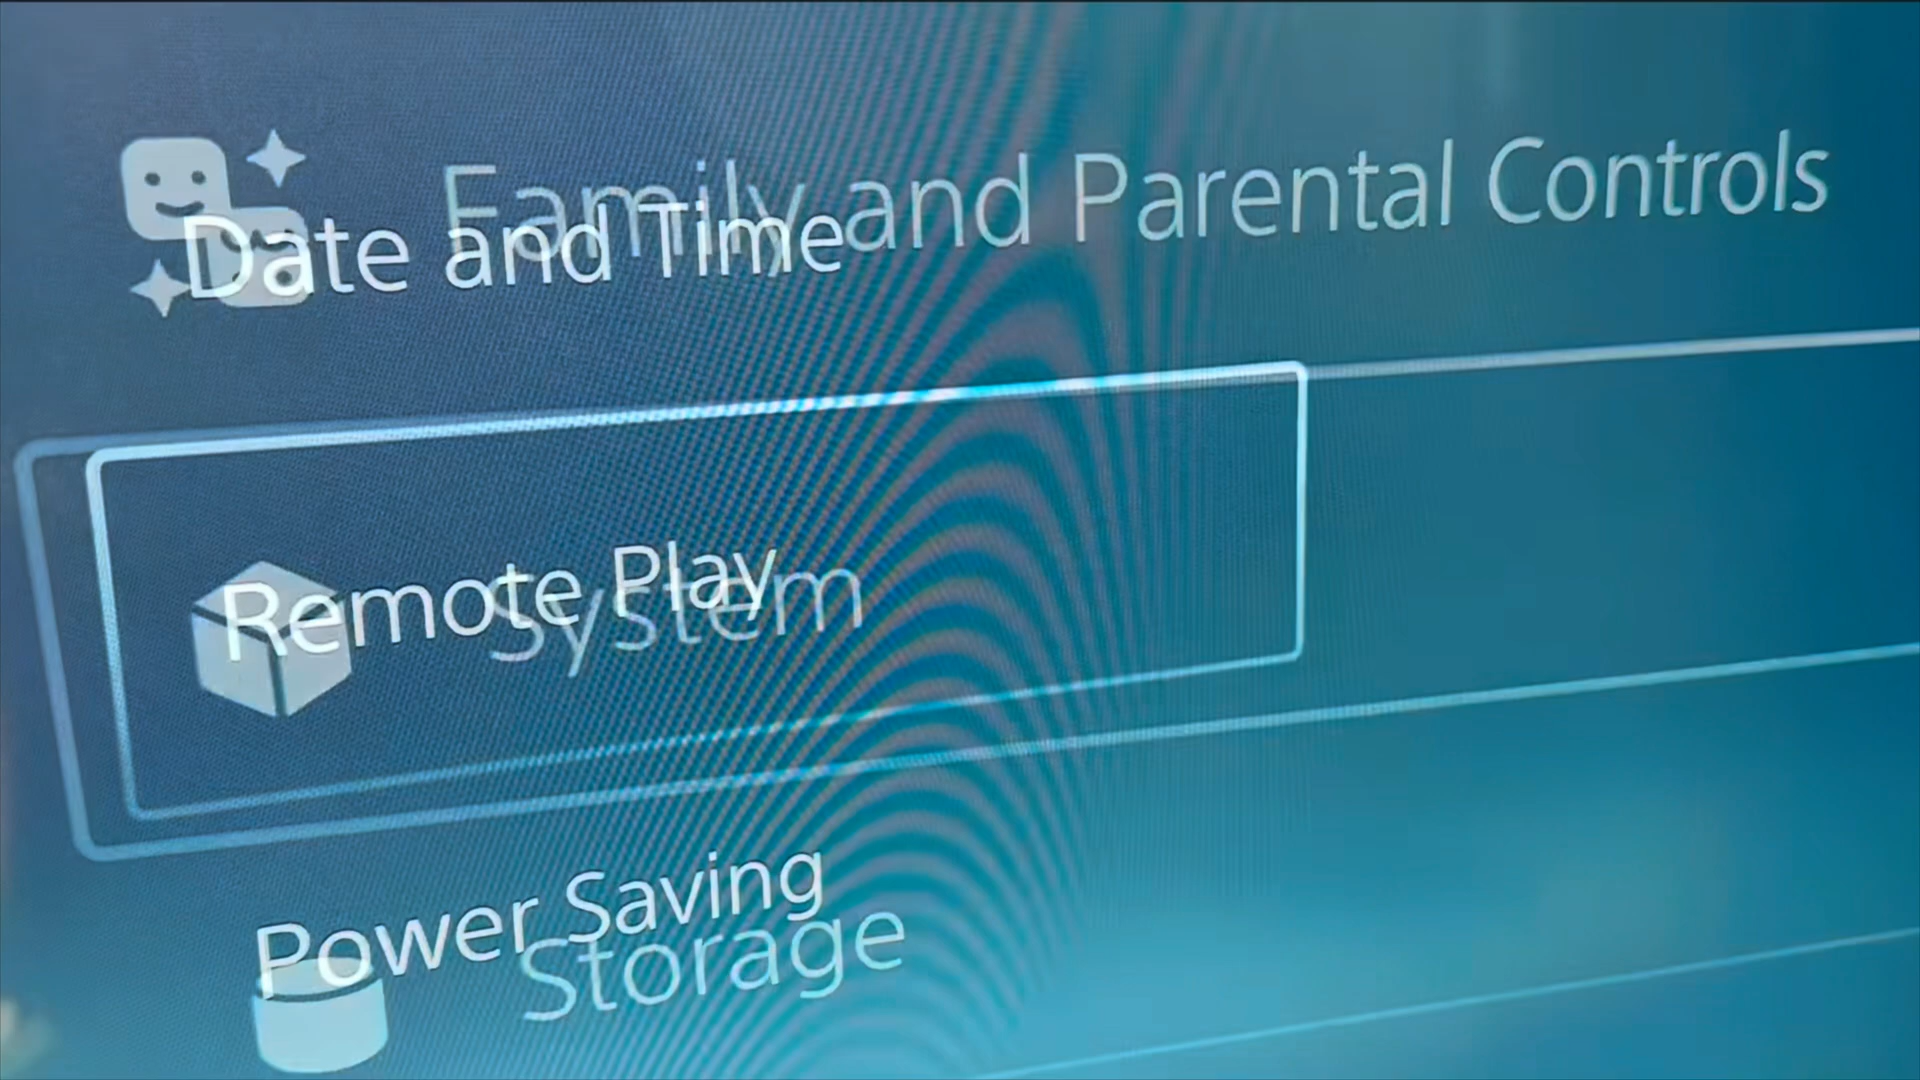 Family and Parental Controls
Date and Time
Remote Play
System
Power Saving
Storage